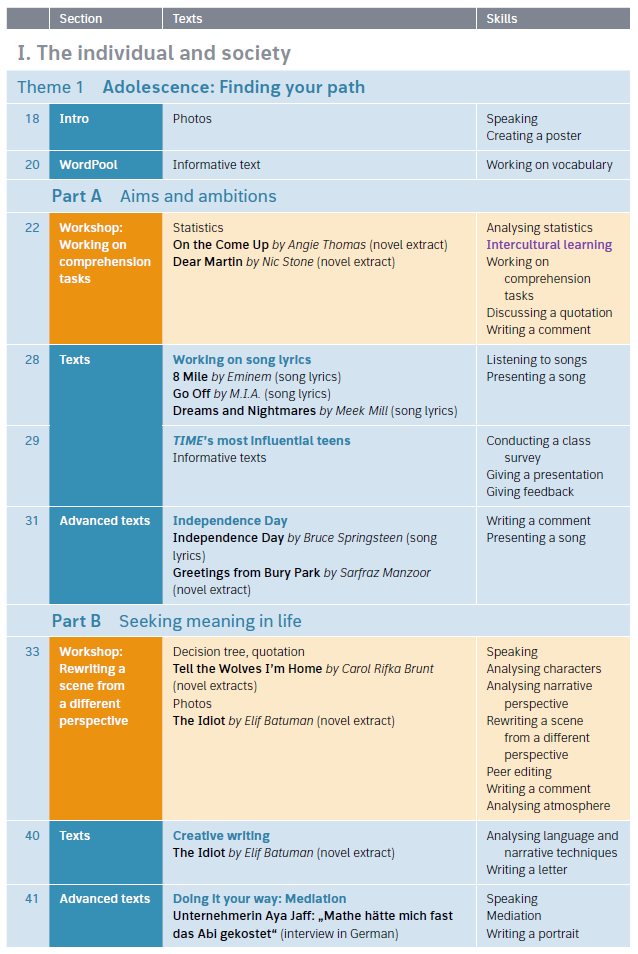 Section Texts Skills
I. The individual and society
Theme 1 Adolescence: Finding your path
18 Intro Photos Speaking
Creating a poster
20 WordPool Informative text Working on vocabulary
Part A Aims and ambitions
22 Workshop: Statistics Analysing statistics
Working on On the Come Up by Angie Thomas (novel extract) Intercultural learning
comprehension Dear Martin by Nic Stone (novel extract) Working on
tasks comprehension
tasks
Discussing a quotation
Writing a comment
28 Texts Working on song lyrics Listening to songs
8 Mile by Eminem (song lyrics) Presenting a song
Go Off by M.I.A. (song lyrics)
Dreams and Nightmares by Meek Mill (song lyrics)
29 TIME's most influential teens Conducting a class
Informative texts survey
Giving a presentation
Giving feedback
31 Advanced texts Independence Day Writing a comment
Independence Day by Bruce Springsteen (song Presenting a song
lyrics)
Greetings from Bury Park by Sarfraz Manzoor
(novel extract)
Part B Seeking meaning in life
33 Workshop: Decision tree, quotation Speaking
Rewriting a Tell the Wolves I'm Home by Carol Rifka Brunt Analysing characters
scene from (novel extracts) Analysing narrative
a different Photos perspective
perspective The Idiot by Elif Batuman (novel extract) Rewriting a scene
from a different
perspective
Peer editing
Writing a comment
Analysing atmosphere
40 Texts Creative writing Analysing language and
The Idiot by Elif Batuman (novel extract) narrative techniques
Writing a letter
41 Advanced texts Doing it your way: Mediation Speaking
Unternehmerin Aya Jaff: „Mathe hätte mich fast Mediation
das Abi gekostet“ (interview in German) Writing a portrait